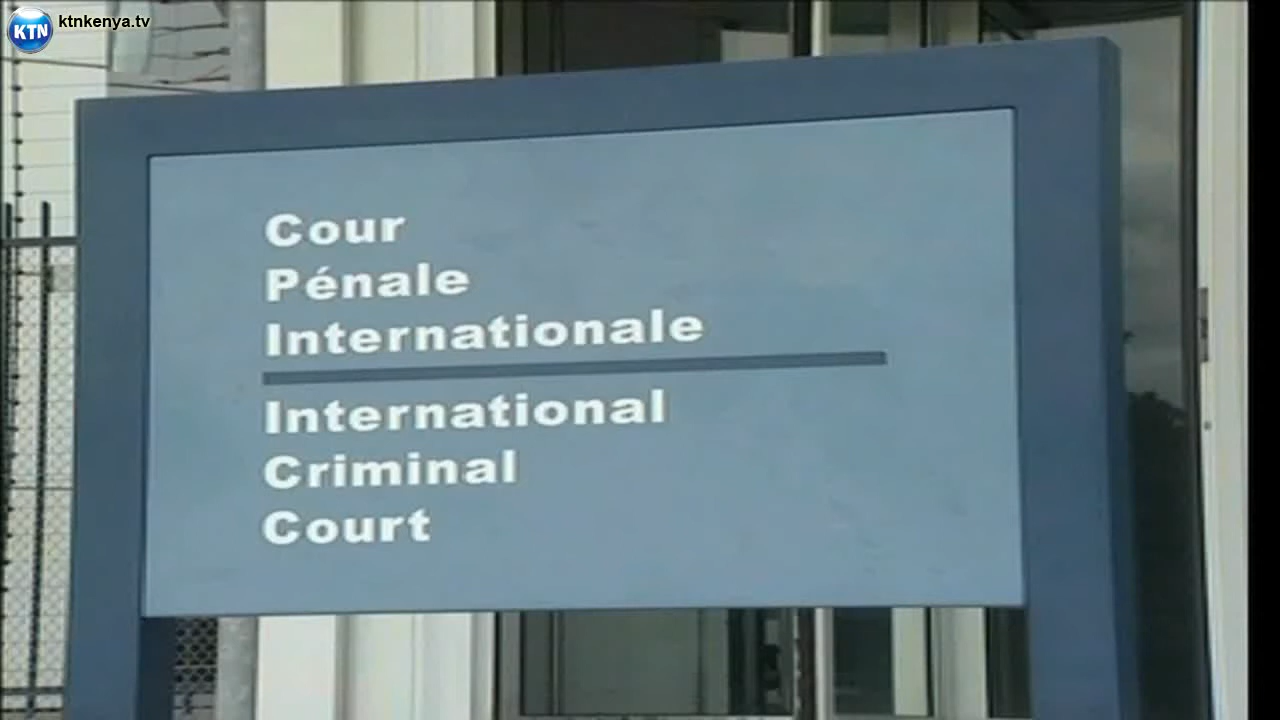 KTN ktnkenya.tv
Cour
Pénale
Internationale
International
Criminal
Court